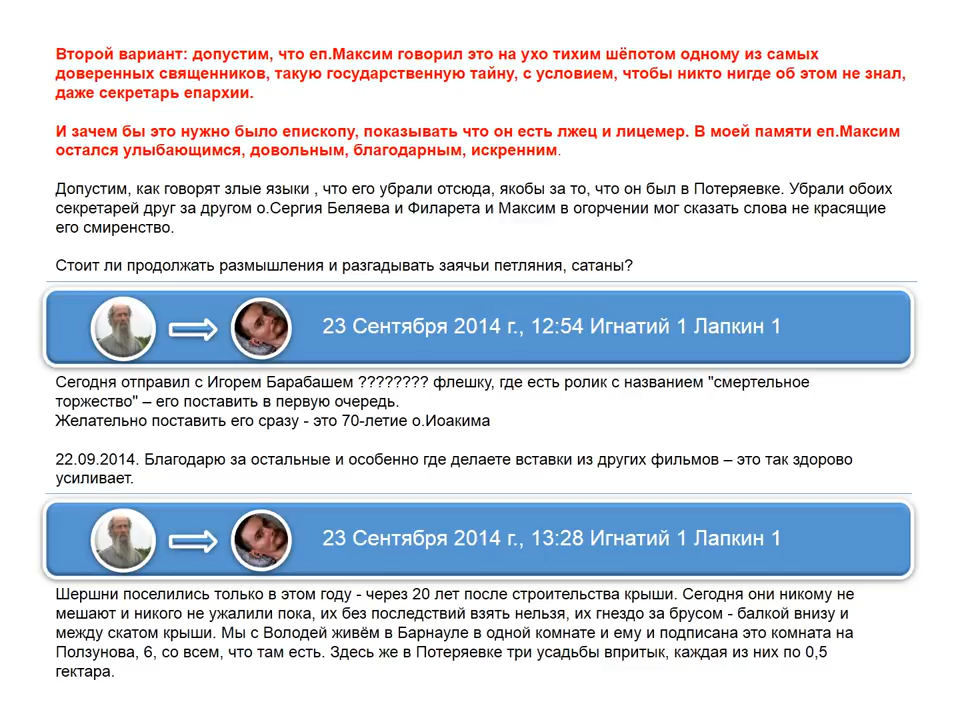 Второй вариант: допустим, что еп.Максим говорил это на ухо тихим шёпотом одному из самых
доверенных священников, такую государственную тайну, с условием, чтобы никто нигде об этом не знал,
даже секретарь епархии.
И зачем бы это нужно было епископу, показывать что он есть лжец и лицемер. В моей памяти еп.Максим
остался улыбающимся, довольным, благодарным, искренним.
Допустим, как говорят злые языки , что его убрали отсюда, якобы за то, что он был в Потеряевке. Убрали обоих
секретарей друг за другом о.Сергия Беляева и Филарета и Максим в огорчении мог сказать слова не красящие
его смиренство.
Стоит ли продолжать размышления и разгадывать заячьи петляния, сатаны?
23 Сентября 2014 г., 12:54 Игнатий 1 Лапкин 1
Сегодня отправил с Игорем Барабашем ???????? флешку, где есть ролик с названием "смертельное
торжество" – его поставить в первую очередь.
Желательно поставить его сразу - это 70-летие о.Иоакима
22.09.2014. Благодарю за остальные и особенно где делаете вставки из других фильмов – это так здорово
усиливает.
23 Сентября 2014 г., 13:28 Игнатий 1 Лапкин 1
Шершни поселились только в этом году - через 20 лет после строительства крыши. Сегодня они никому не
мешают и никого не ужалили пока, их без последствий взять нельзя, их гнездо за брусом - балкой внизу и
между скатом крыши. Мы с Володей живём в Барнауле в одной комнате и ему и подписана это комната на
Ползунова, 6, со всем, что там есть. Здесь же в Потеряевке три усадьбы впритык, каждая из них по 0,5
гектара.